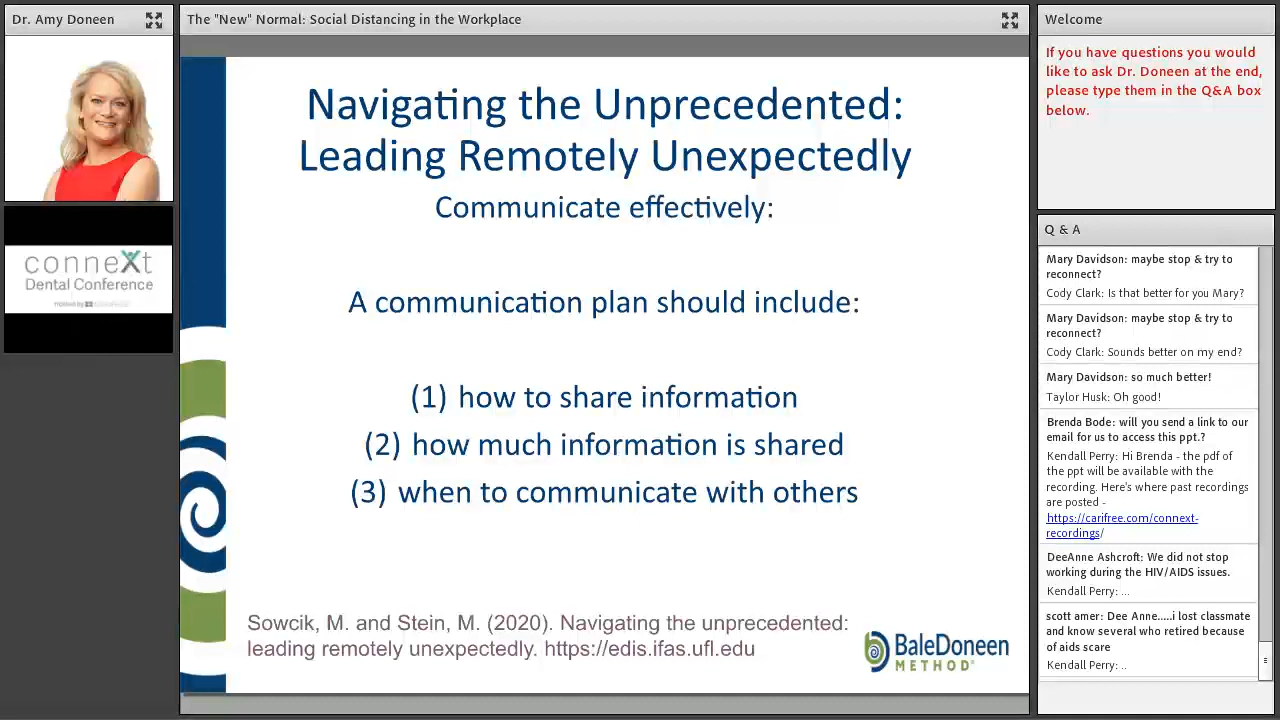 Dr. Amy Doneen
The "New" Normal: Social Distancing in the Workplace
Welcome
If you have questions you would
like to ask Dr. Doneen at the end,
please type them in the Q&A box
below.
Navigating the Unprecedented:
Leading Remotely Unexpectedly
Communicate effectively:
A communication plan should include:
(1) how to share information
(2) how much information is shared
(3) when to communicate with others
Sowcik, M. and Stein, M. (2020). Navigating the unprecedented:
leading remotely unexpectedly. https://edis.ifas.ufl.edu
BaleDoneen
METHOD®
conneXt
Dental Conference
Q & A
Mary Davidson: maybe stop & try to
reconnect?
Cody Clark: Is that better for you Mary?
Mary Davidson: maybe stop & try to
reconnect?
Cody Clark: Sounds better on my end?
Mary Davidson: so much better!
Taylor Husk: Oh good!
Brenda Bode: will you send a link to our
email for us to access this ppt.?
Kendall Perry: Hi Brenda - the pdf of
the ppt will be available with the
recording. Here's where past recordings
are posted -
https://carifree.com/connext-
recordings/
DeeAnne Ashcroft: We did not stop
working during the HIV/AIDS issues.
Kendall Perry: ...
scott amer: Dee Anne.....i lost classmate
and know several who retired because
of aids scare
Kendall Perry: ..